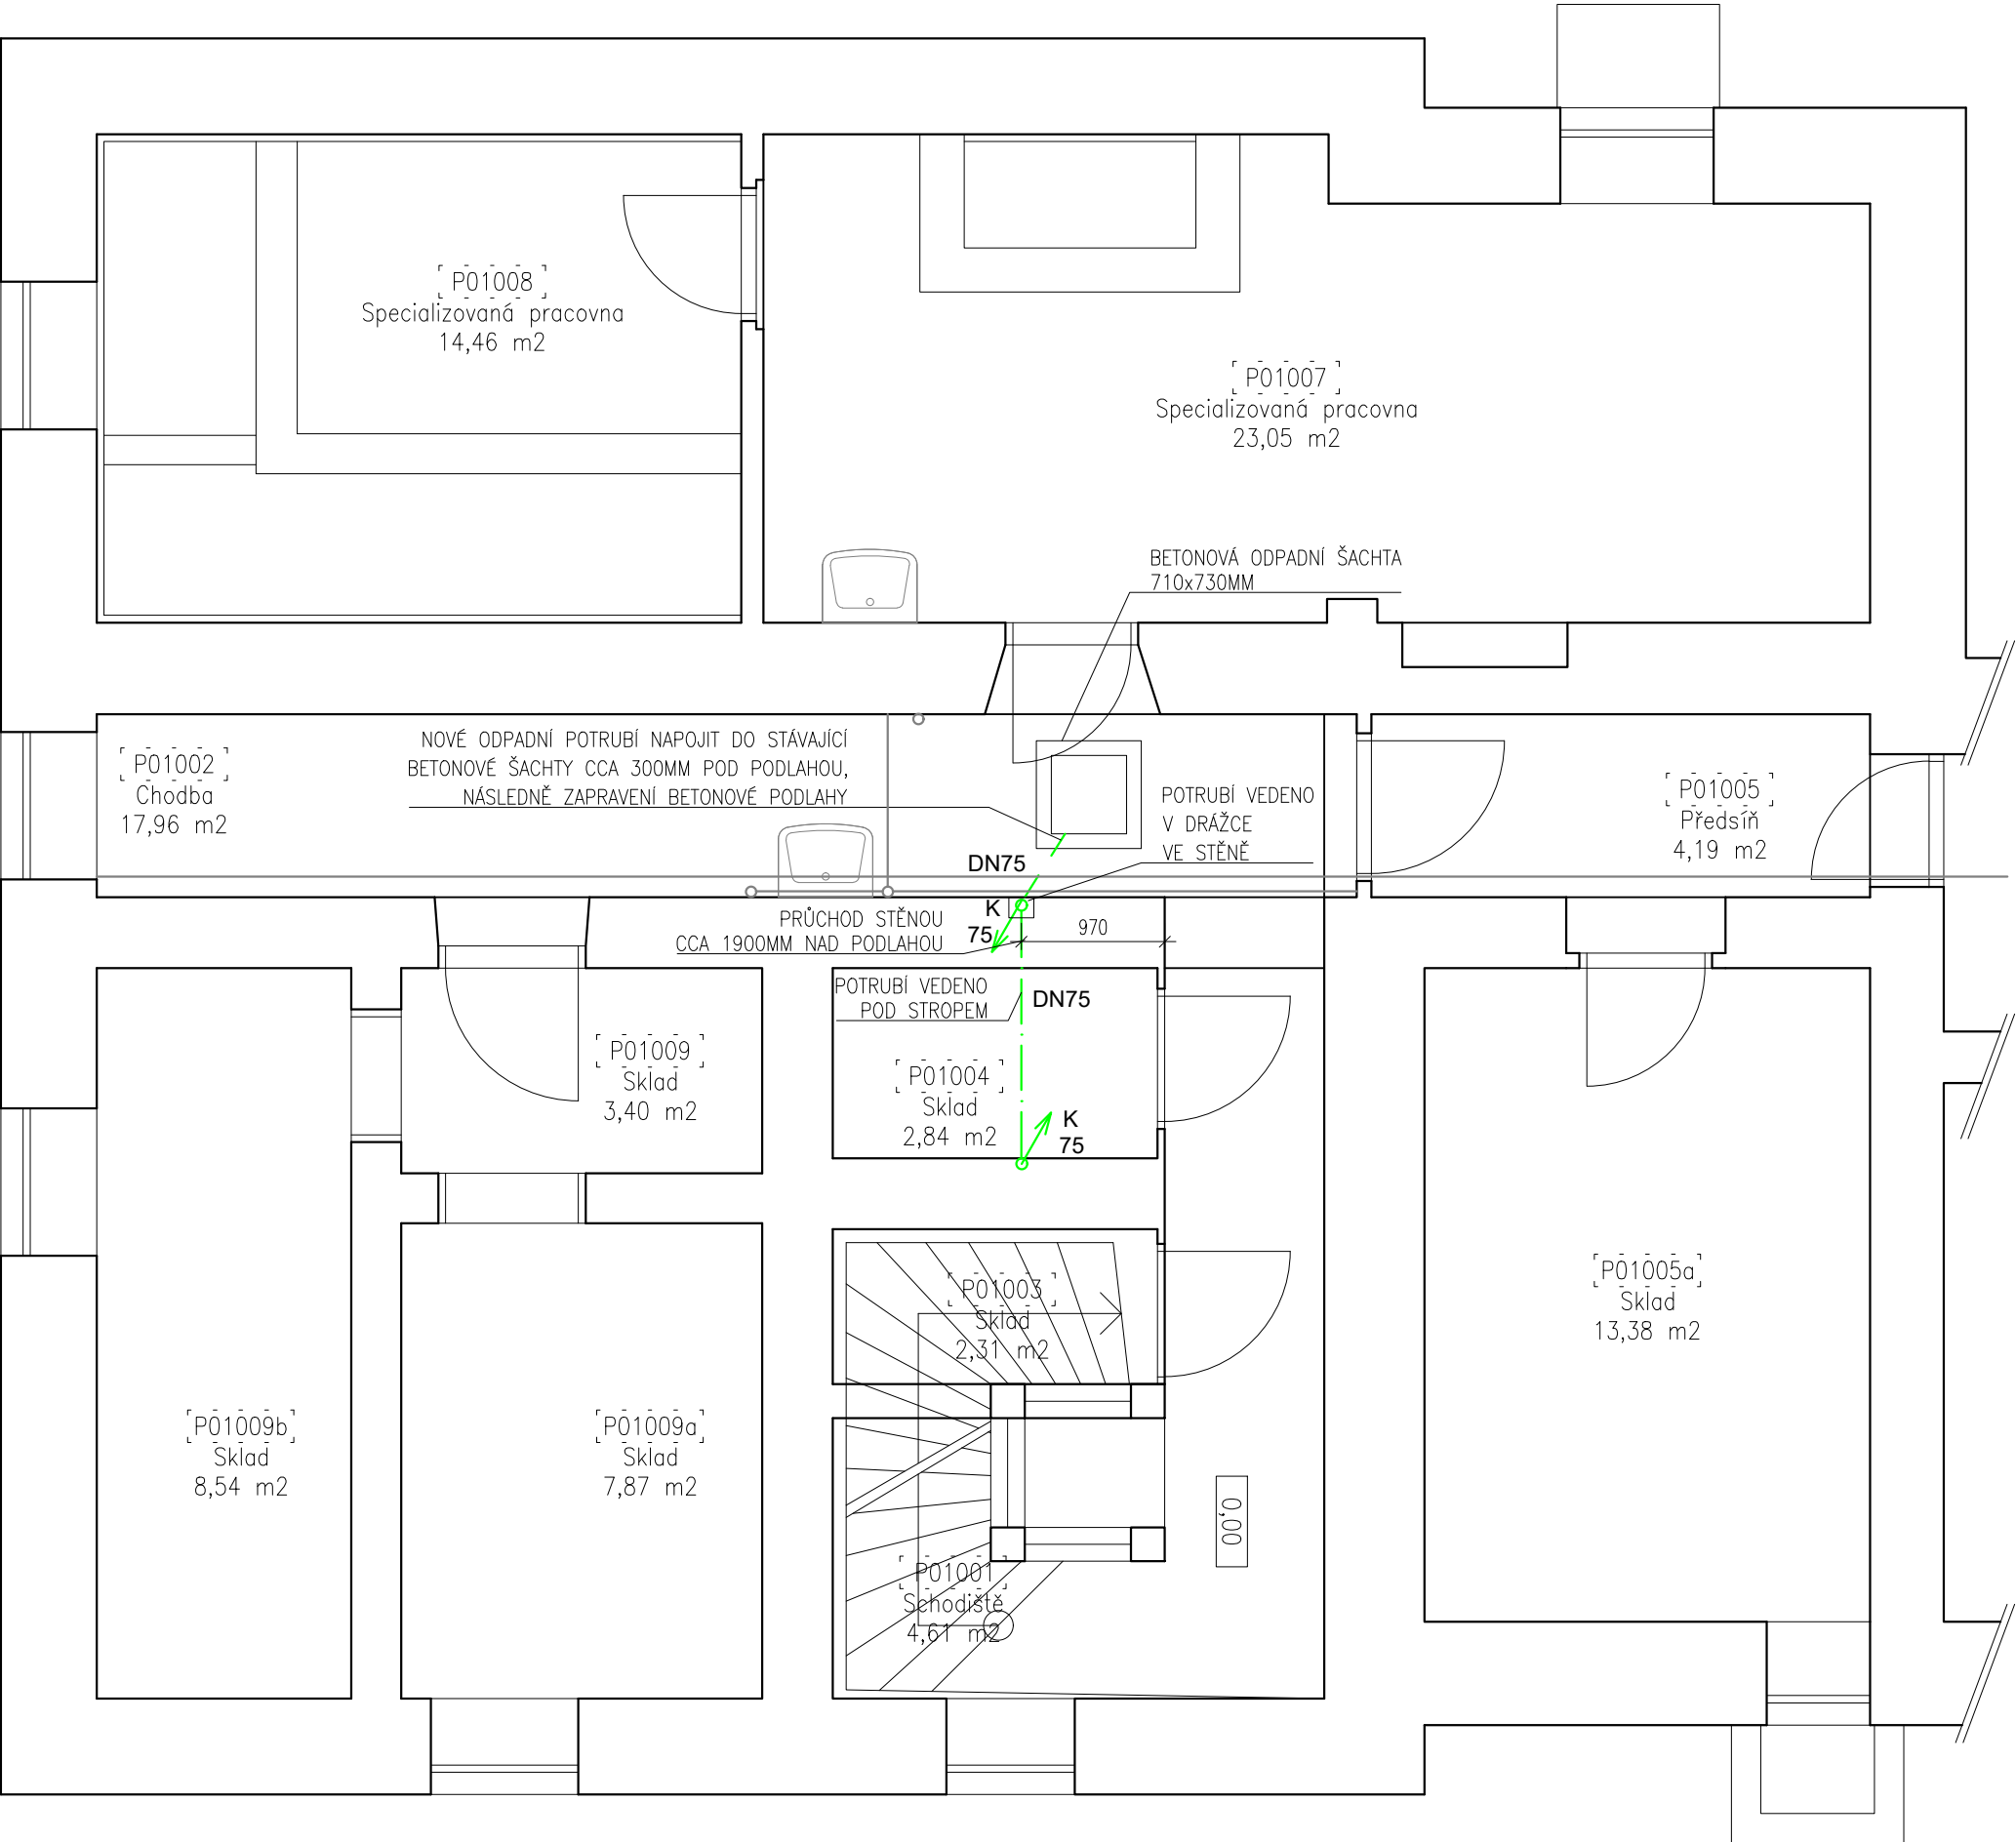 P01008
Specializovaná pracovna
14,46 m2
P01007
Specializovaná pracovna
23,05 m2
BETONOVÁ ODPADNÍ ŠACHTA
710x730MM
NOVÉ ODPADNÍ POTRUBÍ NAPOJIT DO STÁVAJÍCÍ
BETONOVÉ ŠACHTY CCA 300MM POD PODLAHOU,
NÁSLEDNĚ ZAPRAVENÍ BETONOVÉ PODLAHY
P01002
Chodba
17,96 m2
POTRUBÍ VEDENO
V DRÁŽCE
VE STĚNĚ
P01005
Předsíň
4,19 m2
DN75
K
75
PRŮCHOD STĚNOU
CCA 1900MM NAD PODLAHOU
970
POTRUBÍ VEDENO
POD STROPEM
DN75
P01009
Sklad
3,40 m2
P01004
Sklad
2,84 m2
K
75
P01003
Sklad
2,31 m2
P01005a
Sklad
13,38 m2
P01009b
Sklad
8,54 m2
P01009a
Sklad
7,87 m2
0,00
P01001
Schodiště
4,61 m2